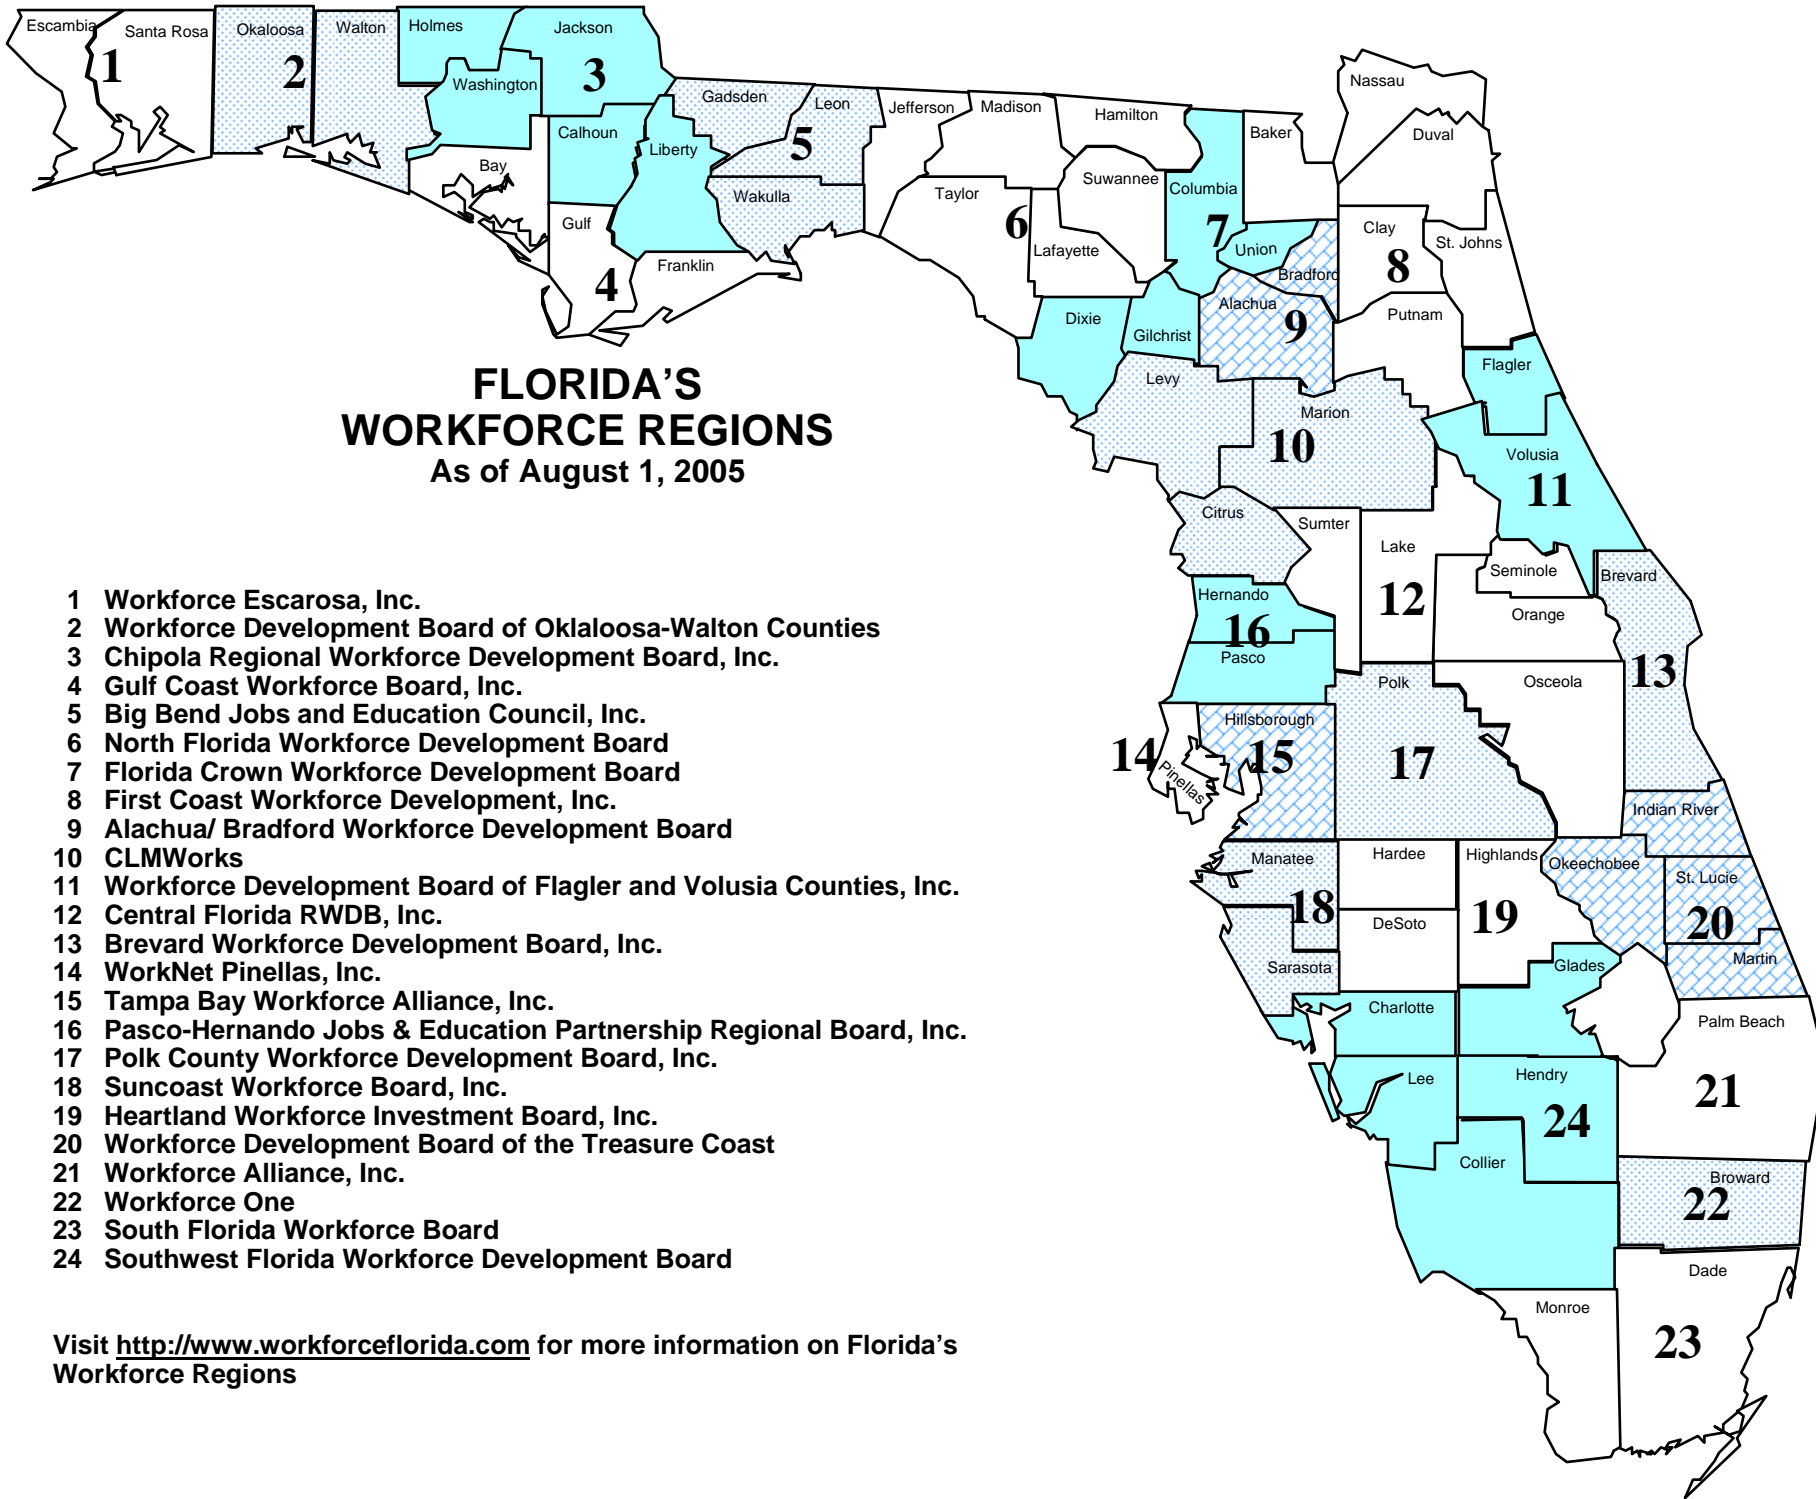 Escambia
Santa Rosa
Okaloosa
Walton
Holmes
Jackson
Washington
1
2
3
Nassau
Gadsden
Leon
Jefferson
Madison
Hamilton
Baker
Duval
Calhoun
Liberty
5
Bay
Suwannee
Columbia
Wakulla
Taylor
6
7
Gulf
Lafayette
Union
Clay
St. Johns
Franklin
Bradford
8
4
Alachua
9
Dixie
Gilchrist
Putnam
Flagler
Levy
Marion
10
Volusia
11
Citrus
Sumter
Lake
Seminole
Brevard
Hernando
12
Orange
16
Pasco
Polk
Osceola
13
Hillsborough
14
Pinellas
15
17
Indian River
Manatee
Hardee
Highlands
Okeechobee
St. Lucie
18
DeSoto
19
20
Sarasota
Glades
Martin
Charlotte
Palm Beach
Lee
Hendry
21
24
Collier
Broward
22
Dade
Monroe
23
FLORIDA’S
WORKFORCE REGIONS
As of August 1, 2005
1 Workforce Escarosa, Inc.
2 Workforce Development Board of Oklaloosa-Walton Counties
3 Chipola Regional Workforce Development Board, Inc.
4 Gulf Coast Workforce Board, Inc.
5 Big Bend Jobs and Education Council, Inc.
6 North Florida Workforce Development Board
7 Florida Crown Workforce Development Board
8 First Coast Workforce Development, Inc.
9 Alachua/ Bradford Workforce Development Board
10 CLMWorks
11 Workforce Development Board of Flagler and Volusia Counties, Inc.
12 Central Florida RWDB, Inc.
13 Brevard Workforce Development Board, Inc.
14 WorkNet Pinellas, Inc.
15 Tampa Bay Workforce Alliance, Inc.
16 Pasco-Hernando Jobs & Education Partnership Regional Board, Inc.
17 Polk County Workforce Development Board, Inc.
18 Suncoast Workforce Board, Inc.
19 Heartland Workforce Investment Board, Inc.
20 Workforce Development Board of the Treasure Coast
21 Workforce Alliance, Inc.
22 Workforce One
23 South Florida Workforce Board
24 Southwest Florida Workforce Development Board
Visit http://www.workforceflorida.com for more information on Florida’s
Workforce Regions